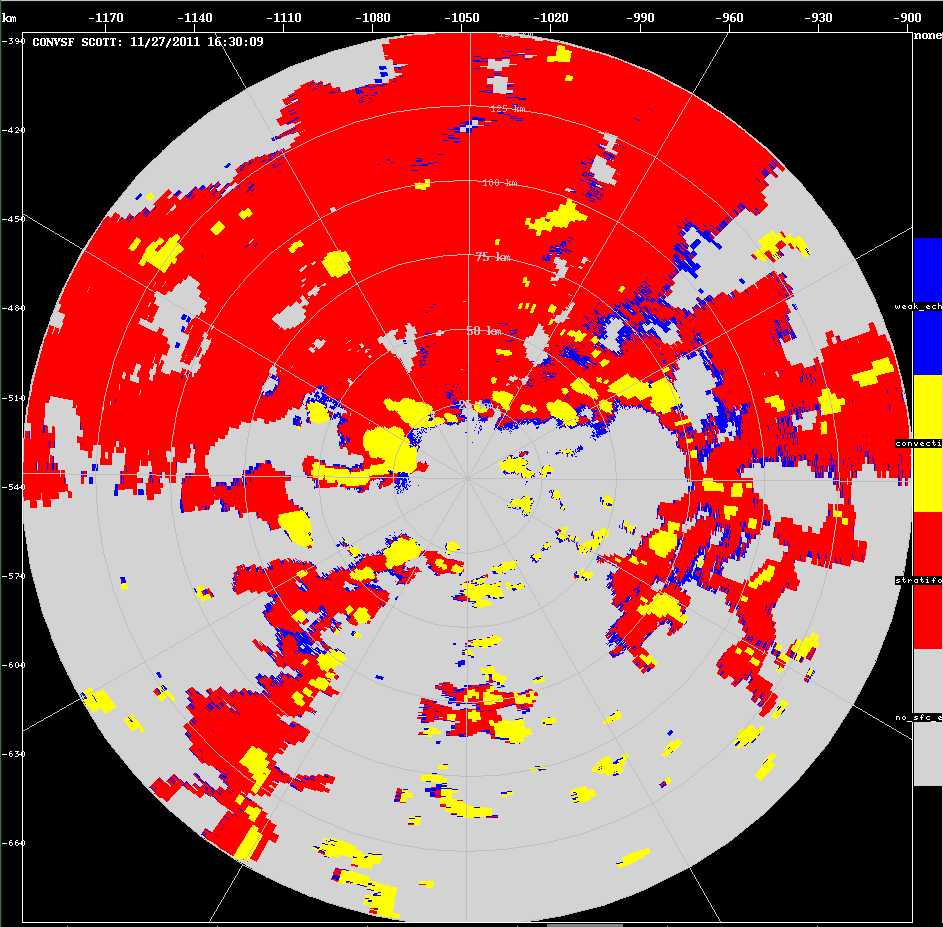 km -1170 -1140 -1110 -1080 -1050 -1020 -990 -960 -930 -900
none
-390 CONVSF SCOTT: 11/27/2011 16:30:09
125 km
-420
100 km
-450
75 km
-480
weak_ech
50 km
-510
convecti
-540
-570
stratifo
-600
-630
no_sfc_e
-660